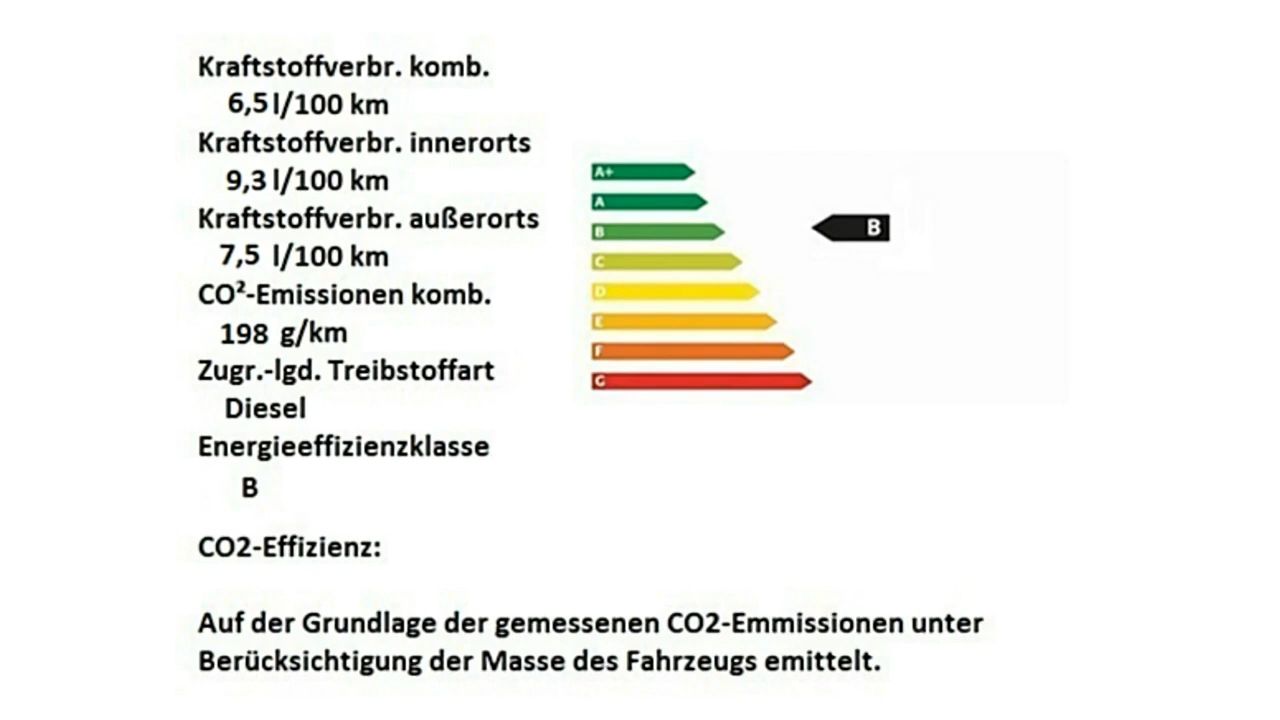 Kraftstoffverbr. komb.
6,5 l/100 km
Kraftstoffverbr. innerorts
9,3 l/100 km
Kraftstoffverbr. außerorts
7,5 l/100 km
CO²-Emissionen komb.
198 g/km
Zugr.-lgd. Treibstoffart
Diesel
Energieeffizienzklasse
B
A+
A
B
C
D
E
F
G
B
CO2-Effizienz:
Auf der Grundlage der gemessenen CO2-Emmissionen unter
Berücksichtigung der Masse des Fahrzeugs emittelt.